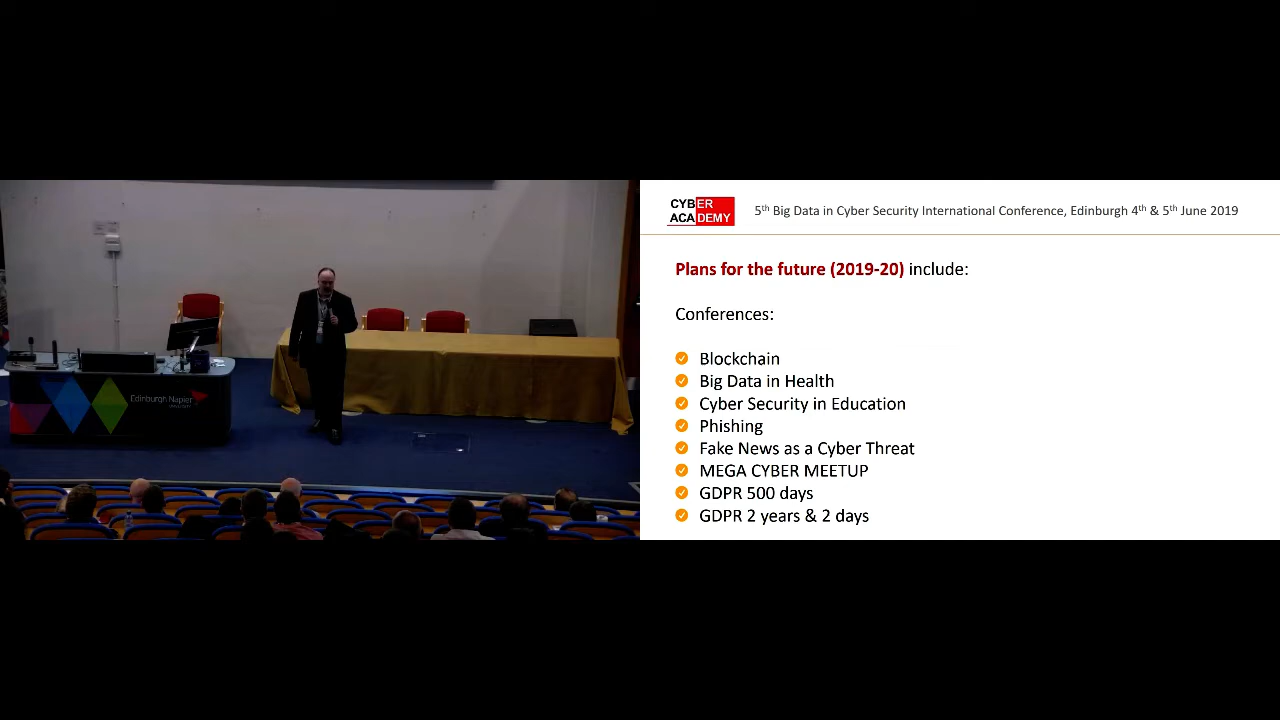 Edinburgh Napier
CYBER
ACADEMY
5th Big Data in Cyber Security International Conference, Edinburgh 4th & 5th June 2019
Plans for the future (2019-20) include:
Conferences:
Blockchain
Big Data in Health
Cyber Security in Education
Phishing
Fake News as a Cyber Threat
MEGA CYBER MEETUP
GDPR 500 days
GDPR 2 years & 2 days